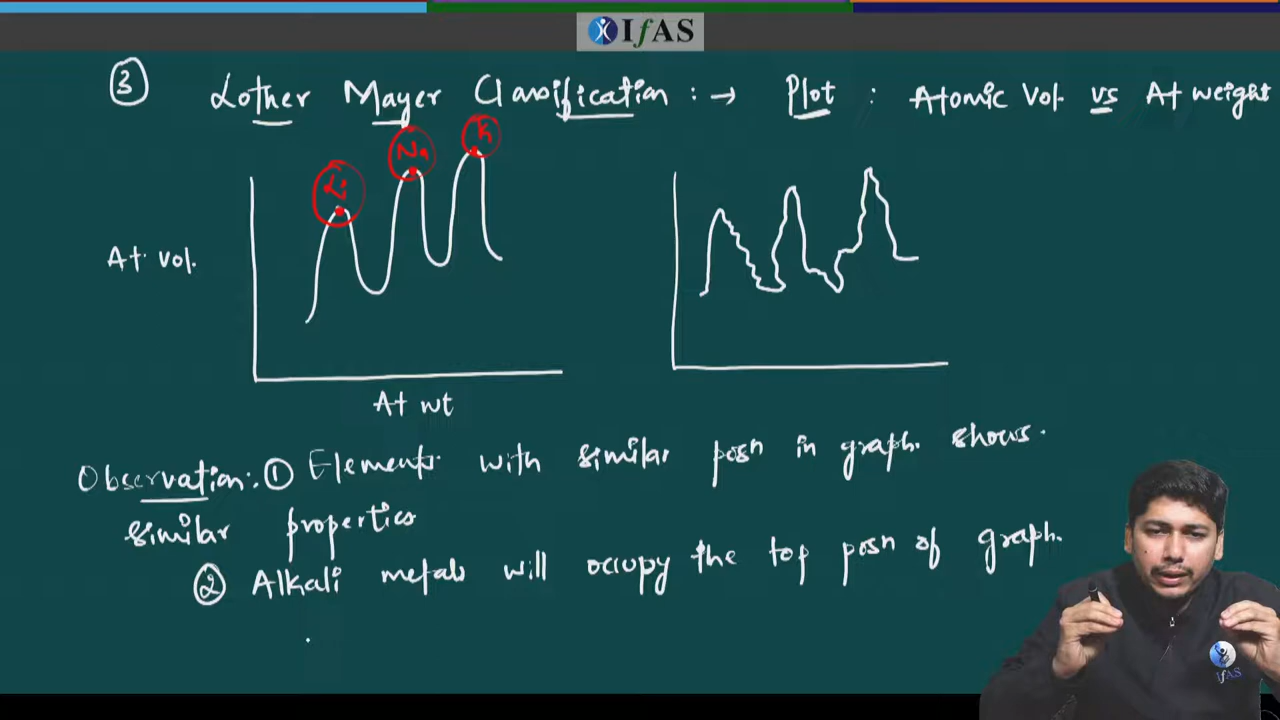 IfAS
③ Lother Mayer Classification :→ Plot : Atomic Vol. vs At weight
Li Na K
At. vol.
At wt
Observation:. ① Elements with similar posn in graph shows.
similar properties
② Alkali metals will occupy the top posn of graph.
IfAS